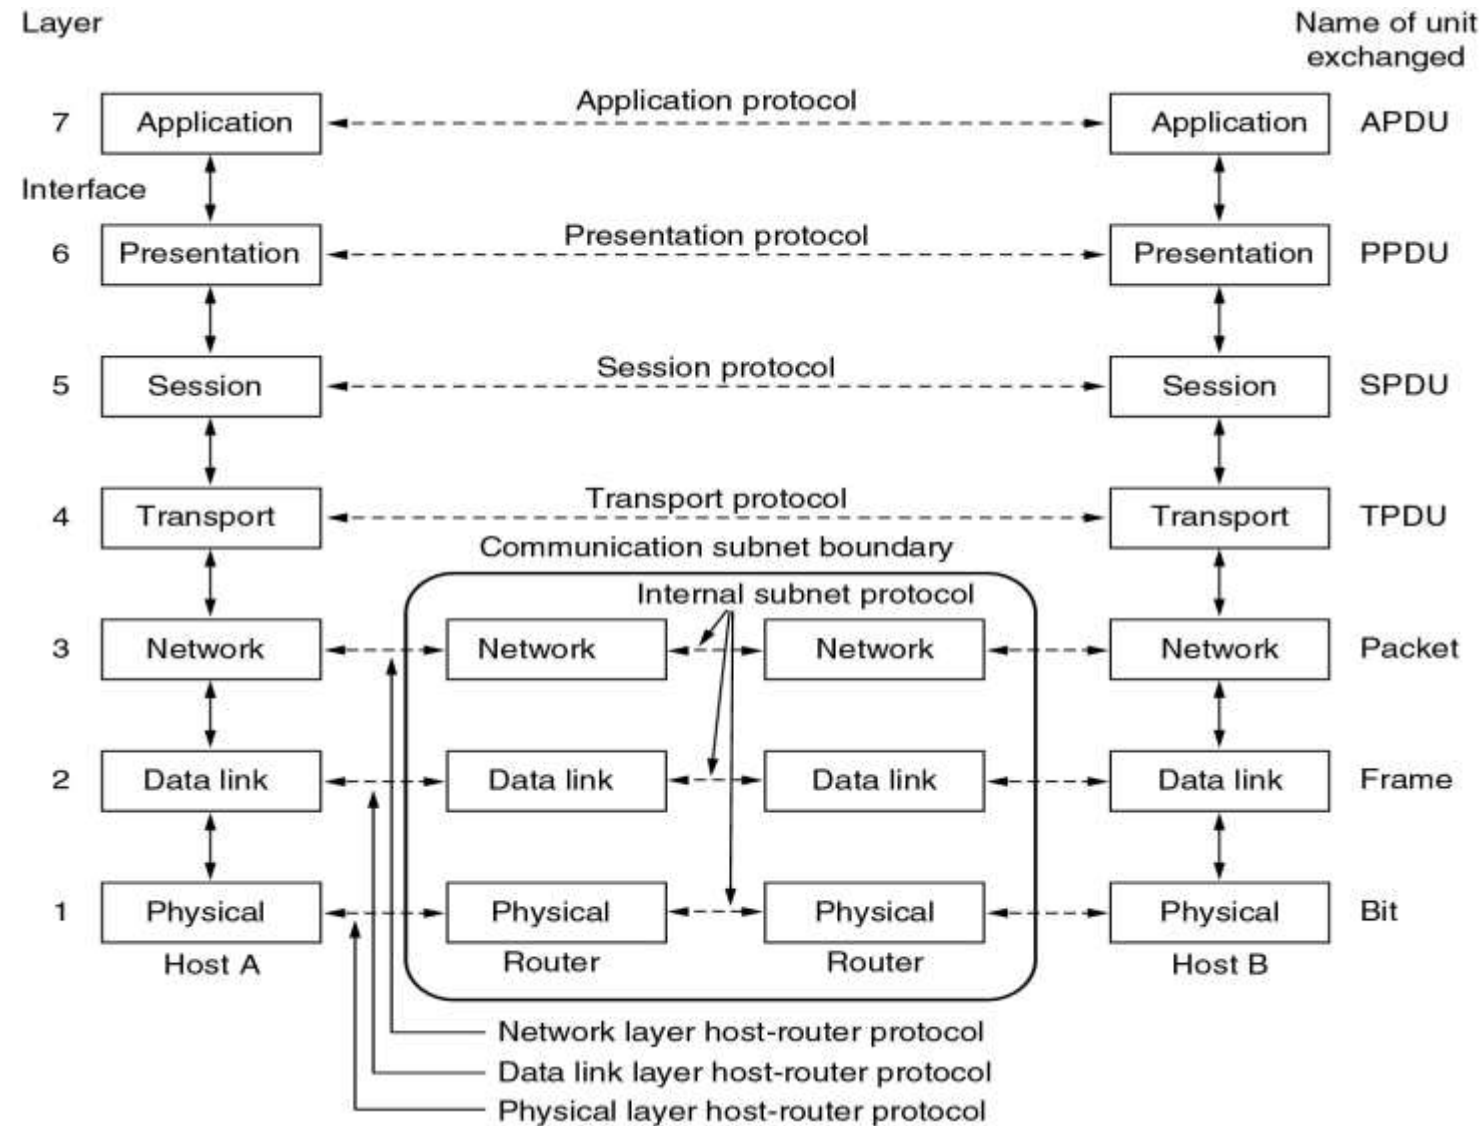 Layer
Name of unit
exchanged
Application protocol
7 Application Application APDU
Interface
Presentation protocol
6 Presentation Presentation PPDU
Session protocol
5 Session Session SPDU
Transport protocol
4 Transport Transport TPDU
Communication subnet boundary
Internal subnet protocol
3 Network Network Network Network Packet
2 Data link Data link Data link Data link Frame
1 Physical Physical Physical Physical Bit
Host A Router Router Host B
Network layer host-router protocol
Data link layer host-router protocol
Physical layer host-router protocol